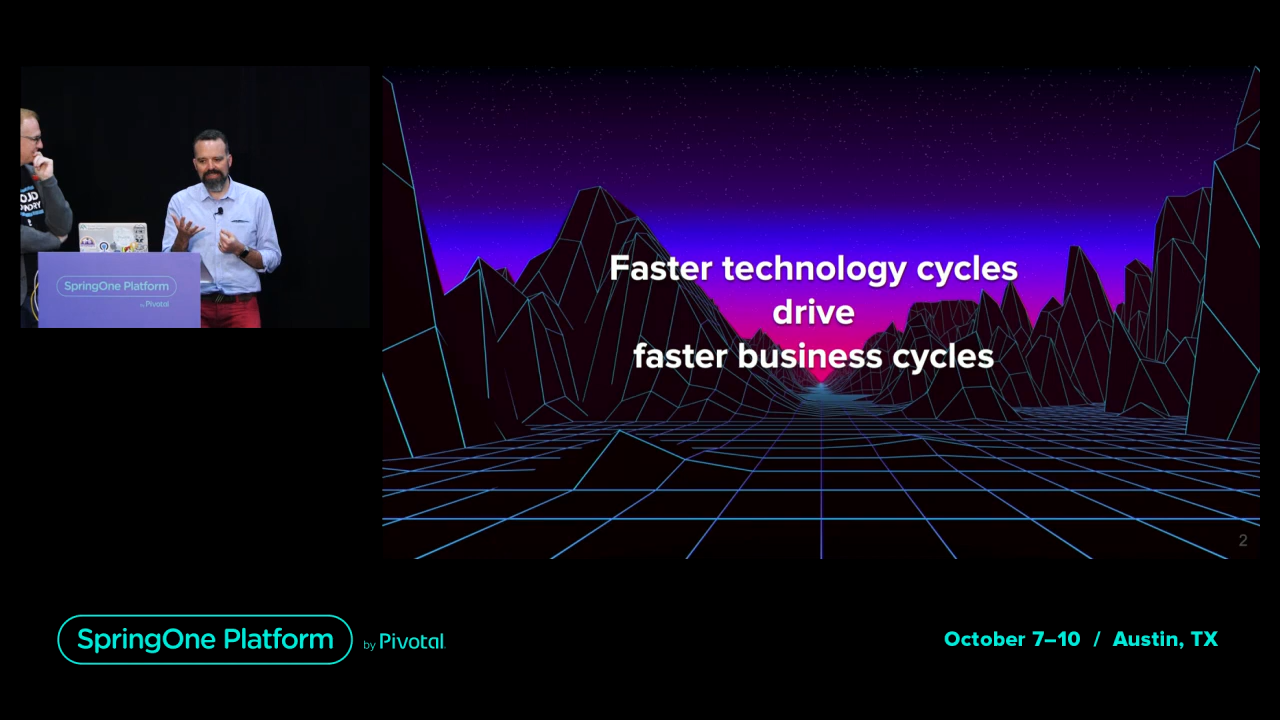 SpringOne Platform
by Pivotal
Faster technology cycles
drive
faster business cycles
2
SpringOne Platform by Pivotal
October 7–10 / Austin, TX